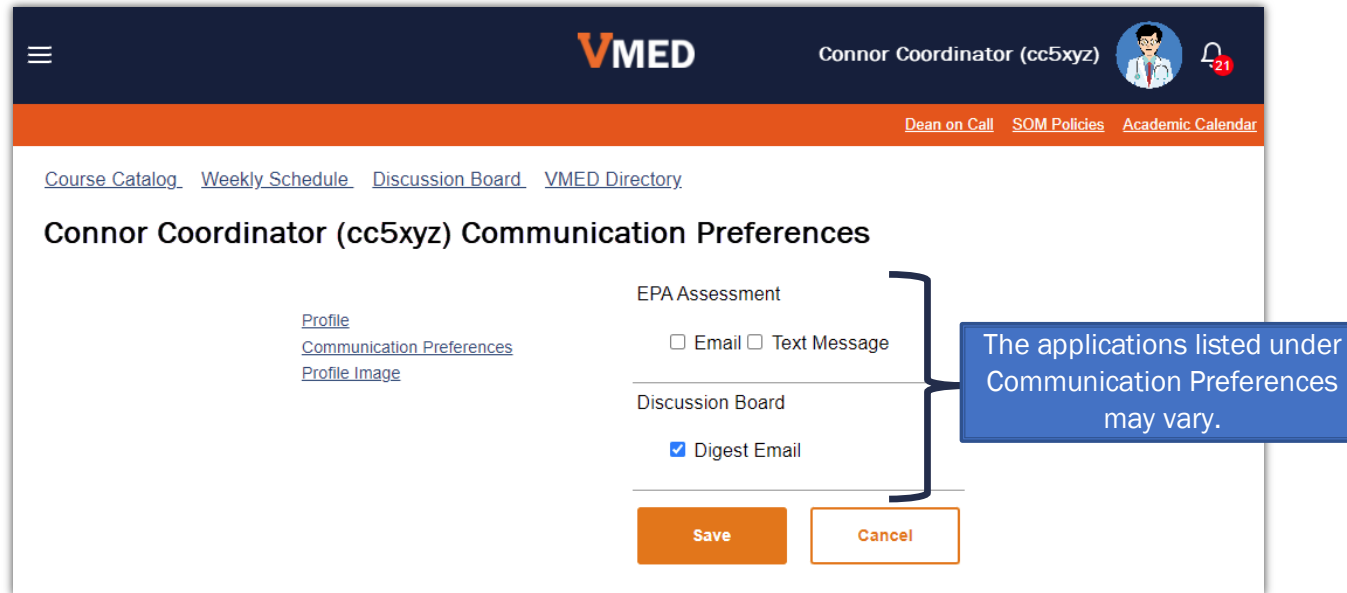 VMED
Connor Coordinator (cc5xyz)
21
Dean on Call SOM Policies Academic Calendar
Course Catalog Weekly Schedule Discussion Board VMED Directory
Connor Coordinator (cc5xyz) Communication Preferences
Profile
Communication Preferences
Profile Image
EPA Assessment
Email Text Message
Discussion Board
Digest Email
Save Cancel
The applications listed under
Communication Preferences
may vary.